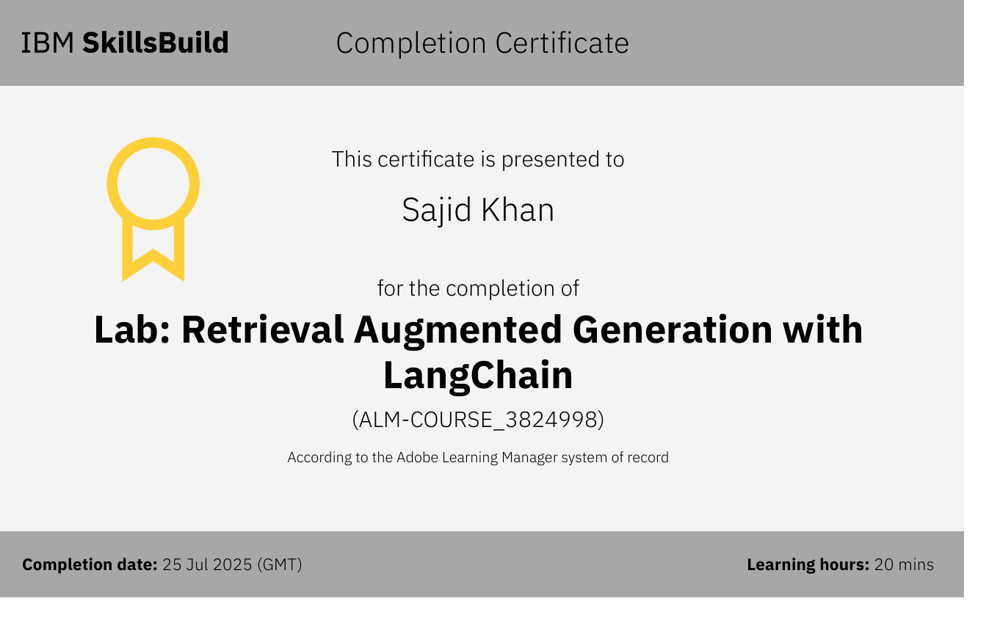 IBM SkillsBuild
Completion Certificate
This certificate is presented to
Sajid Khan
for the completion of
Lab: Retrieval Augmented Generation with
LangChain
(ALM-COURSE_3824998)
According to the Adobe Learning Manager system of record
Completion date: 25 Jul 2025 (GMT)
Learning hours: 20 mins